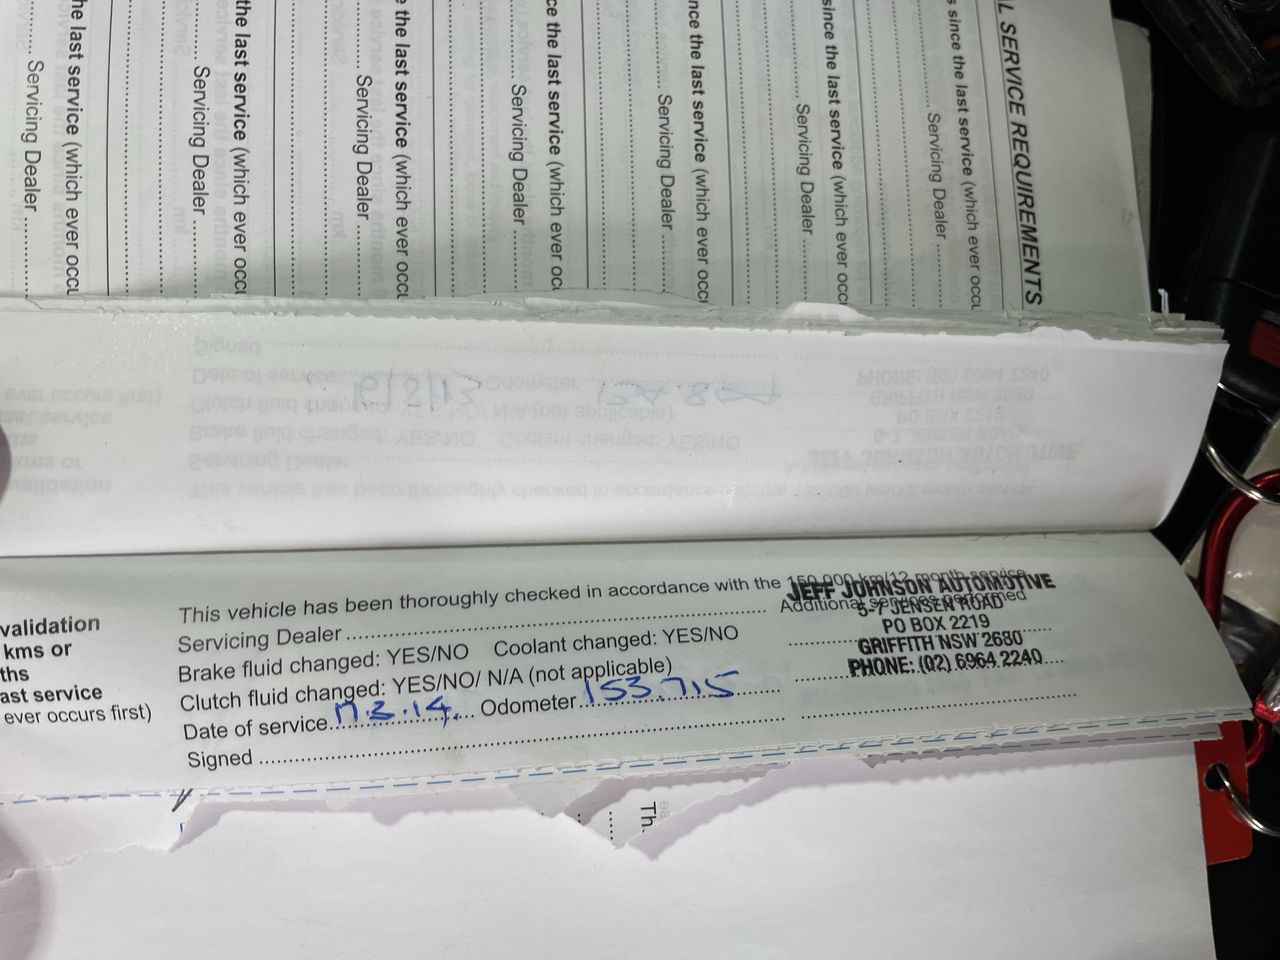 L SERVICE REQUIREMENTS
s since the last service (which ever occu
Servicing Dealer
since the last service (which ever occ
Servicing Dealer
nce the last service (which ever occu
Servicing Dealer
ce the last service (which ever oc
Servicing Dealer
e the last service (which ever occu
Servicing Dealer
the last service (which ever occu
Servicing Dealer
he last service (which ever occu
Servicing Dealer
This vehicle has been thoroughly checked in accordance with the 150,000 km/12 month service
Servicing Dealer
Additional services performed
Brake fluid changed: YES/NO Coolant changed: YES/NO
Clutch fluid changed: YES/NO/ N/A (not applicable)
Date of service 17.3.14. Odometer 153.715
Signed
JEFF JOHNSON AUTOMOTIVE
5-7 JENSEN ROAD
PO BOX 2219
GRIFFITH NSW 2680
PHONE: (02) 6964 2240
validation
kms or
ths
ast service
ever occurs first)
Th